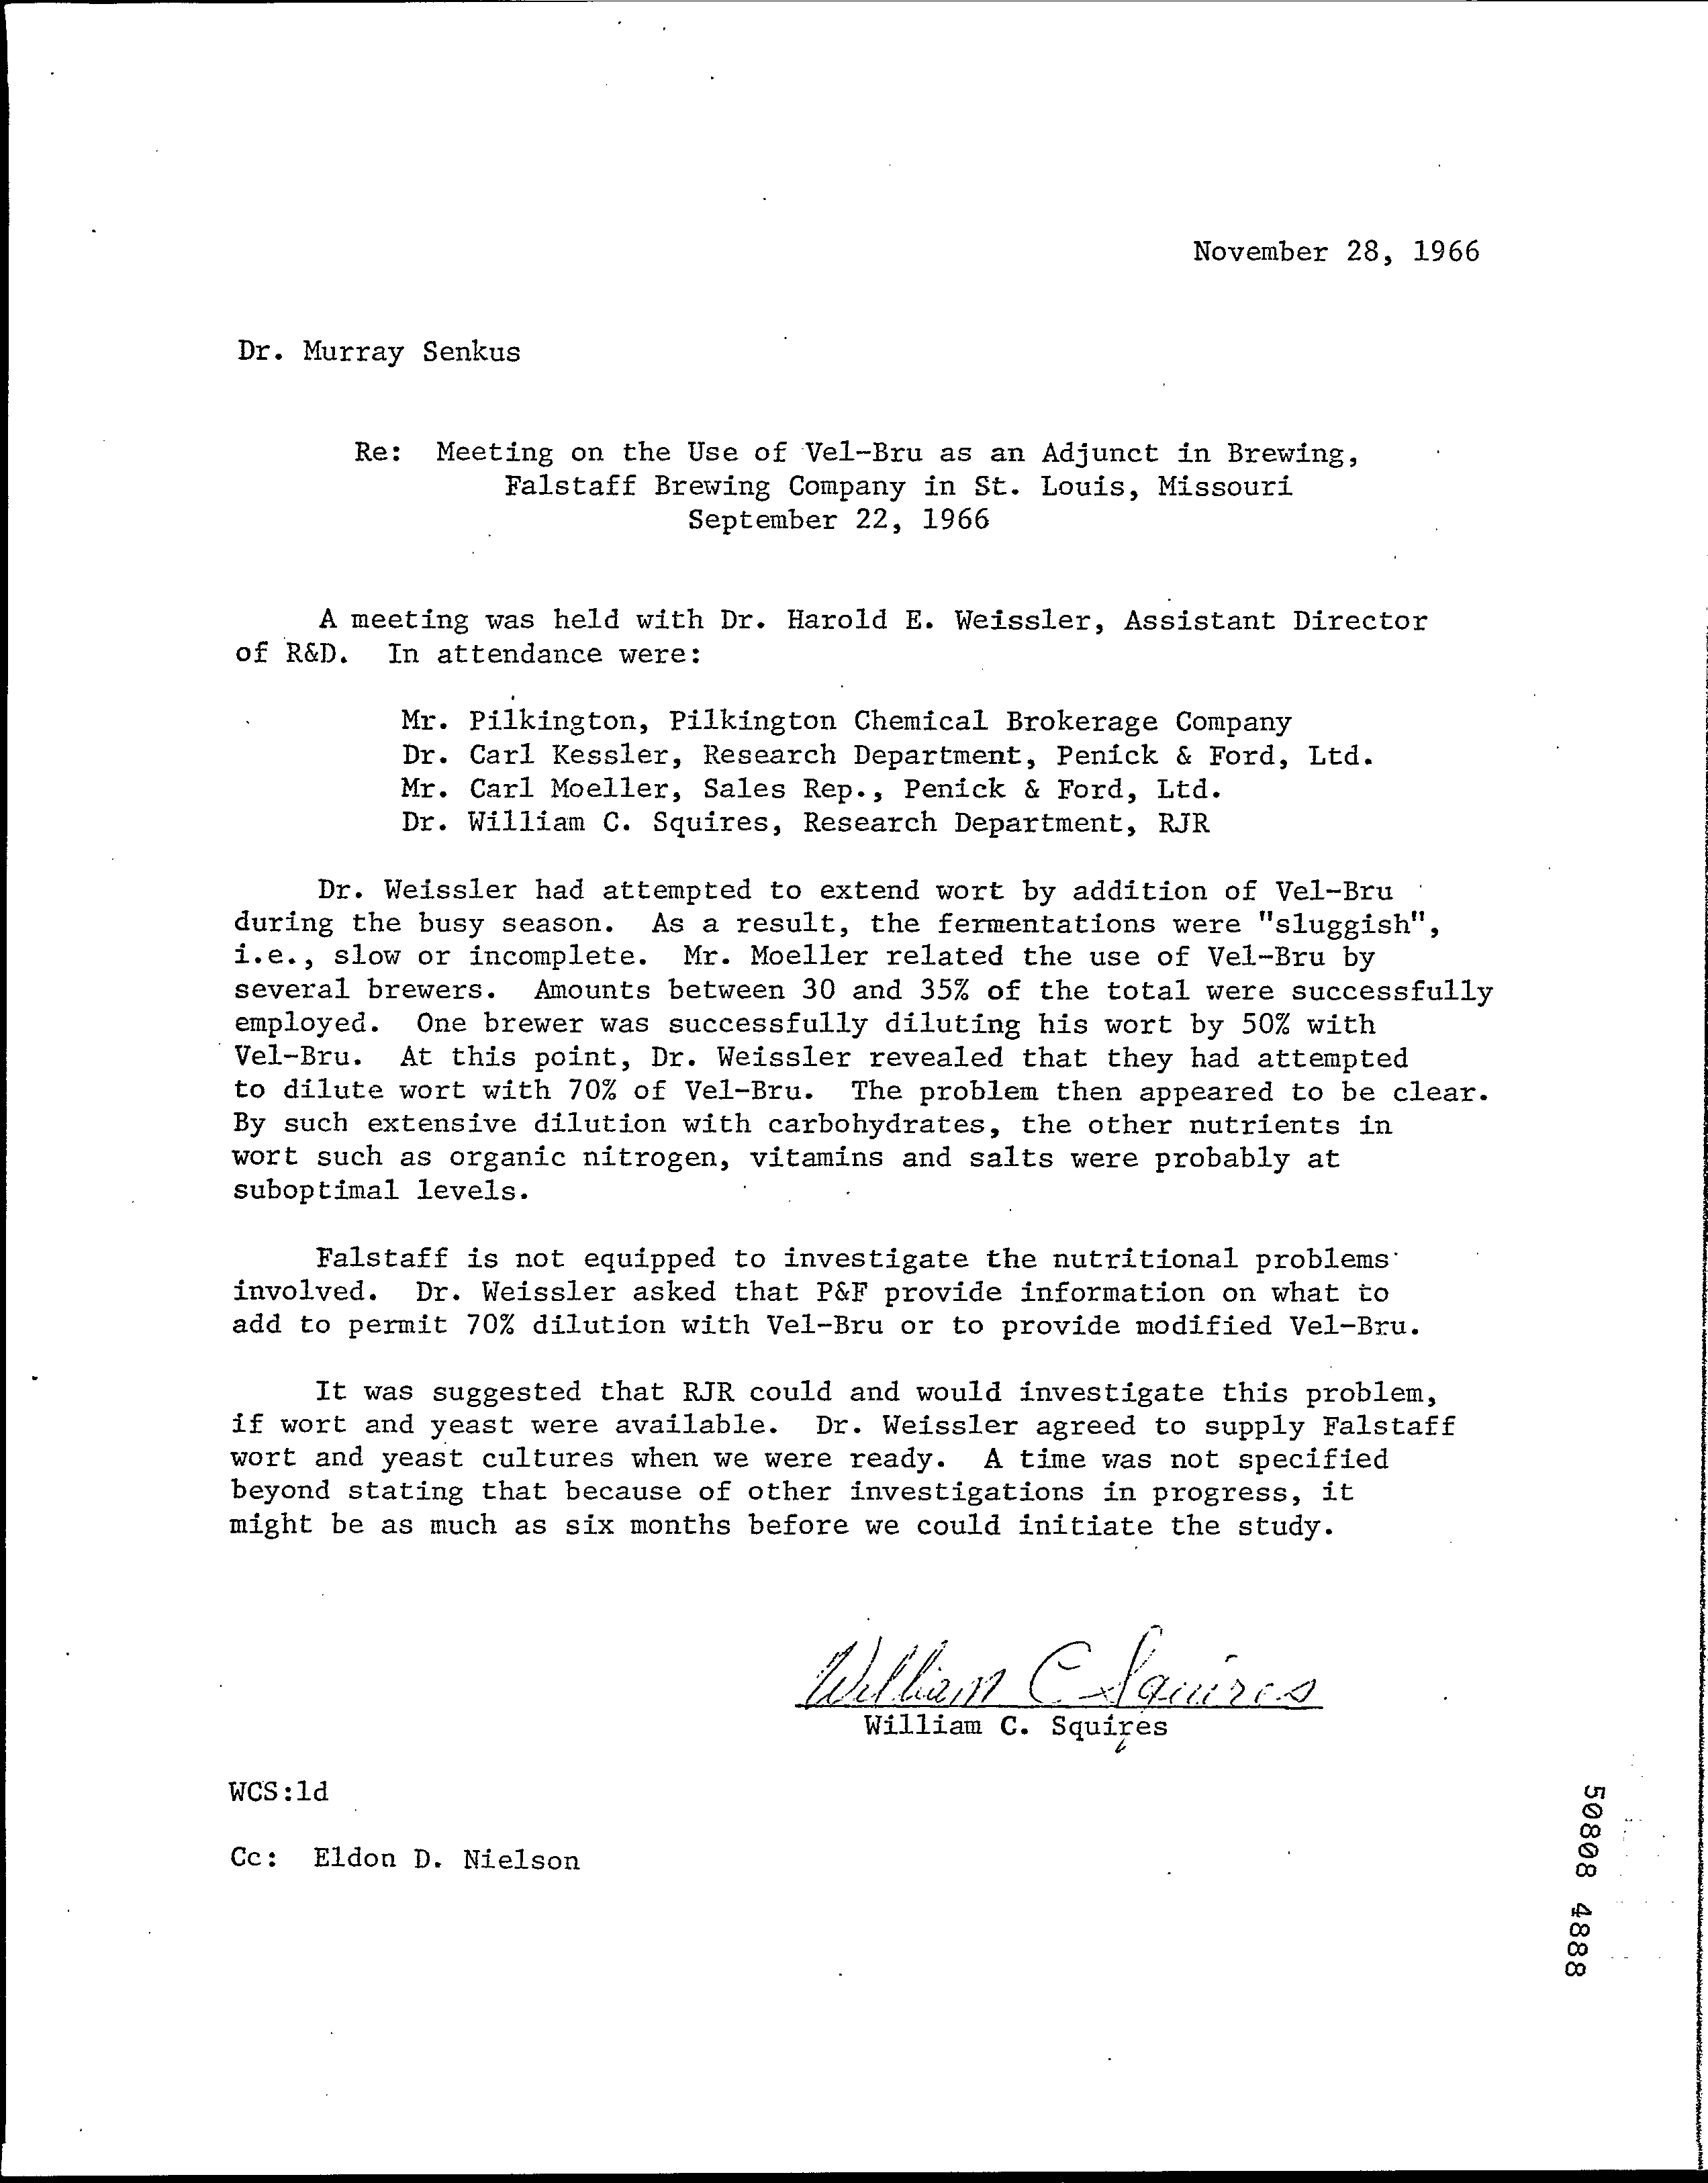 November 28, 1966
Dr. Murray Senkus
Re: Meeting on the Use of Vel-Bru as an Adjunct in Brewing,
Falstaff Brewing Company in St. Louis, Missouri
September 22, 1966
A meeting was held with Dr. Harold E. Weissler, Assistant Director
of R&D. In attendance were:
Mr. Pilkington, Pilkington Chemical Brokerage Company
Dr. Carl Kessler, Research Department, Penick & Ford, Ltd.
Mr. Carl Moeller, Sales Rep., Penick & Ford, Ltd.
Dr. William C. Squires, Research Department, RJR
Dr. Weissler had attempted to extend wort by addition of Vel-Bru
during the busy season. As a result, the fermentations were "sluggish",
i.e., slow or incomplete. Mr. Moeller related the use of Vel-Bru by
several brewers. Amounts between 30 and 35% of the total were successfully
employed. One brewer was successfully diluting his wort by 50% with
Vel-Bru. At this point, Dr. Weissler revealed that they had attempted
to dilute wort with 70% of Vel-Bru. The problem then appeared to be clear.
By such extensive dilution with carbohydrates, the other nutrients in
wort such as organic nitrogen, vitamins and salts were probably at
suboptimal levels.
Falstaff is not equipped to investigate the nutritional problems
involved. Dr. Weissler asked that P&F provide information on what to
add to permit 70% dilution with Vel-Bru or to provide modified Vel-Bru.
It was suggested that RJR could and would investigate this problem,
if wort and yeast were available. Dr. Weissler agreed to supply Falstaff
wort and yeast cultures when we were ready. A time was not specified
beyond stating that because of other investigations in progress, it
might be as much as six months before we could initiate the study.
William C Squires
William C. Squires
WCS:ld
Cc: Eldon D. Nielson
50808 4888